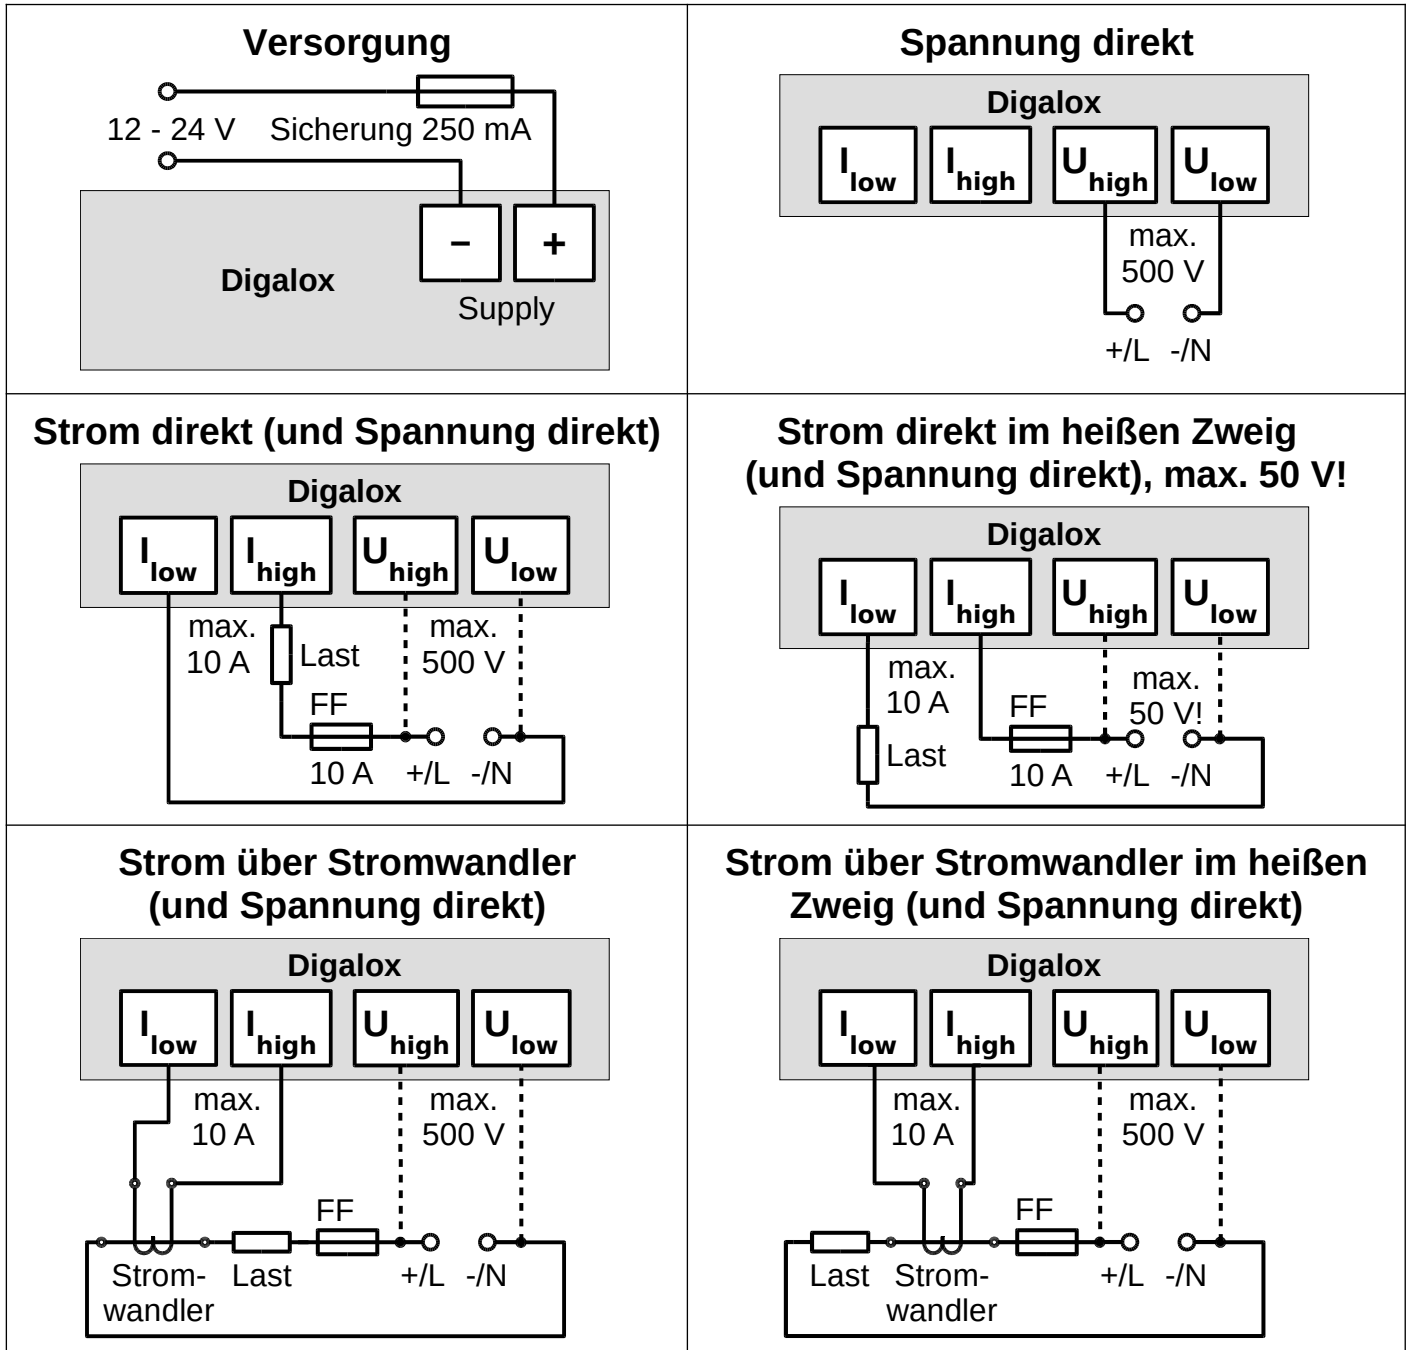 Versorgung
12 - 24 V Sicherung 250 mA
– +
Digalox
Supply
Spannung direkt
Digalox
I low I high U high U low
max.
500 V
+/L -/N
Strom direkt (und Spannung direkt)
Digalox
I low I high U high U low
max.
10 A
Last
max.
500 V
FF
10 A +/L -/N
Strom direkt im heißen Zweig
(und Spannung direkt), max. 50 V!
Digalox
I low I high U high U low
max.
10 A
Last
max.
50 V!
FF
10 A +/L -/N
Strom über Stromwandler
(und Spannung direkt)
Digalox
I low I high U high U low
max.
10 A
max.
500 V
FF
Strom-
wandler
Last
+/L -/N
Strom über Stromwandler im heißen
Zweig (und Spannung direkt)
Digalox
I low I high U high U low
max.
10 A
max.
500 V
FF
Last
Strom-
wandler
+/L -/N